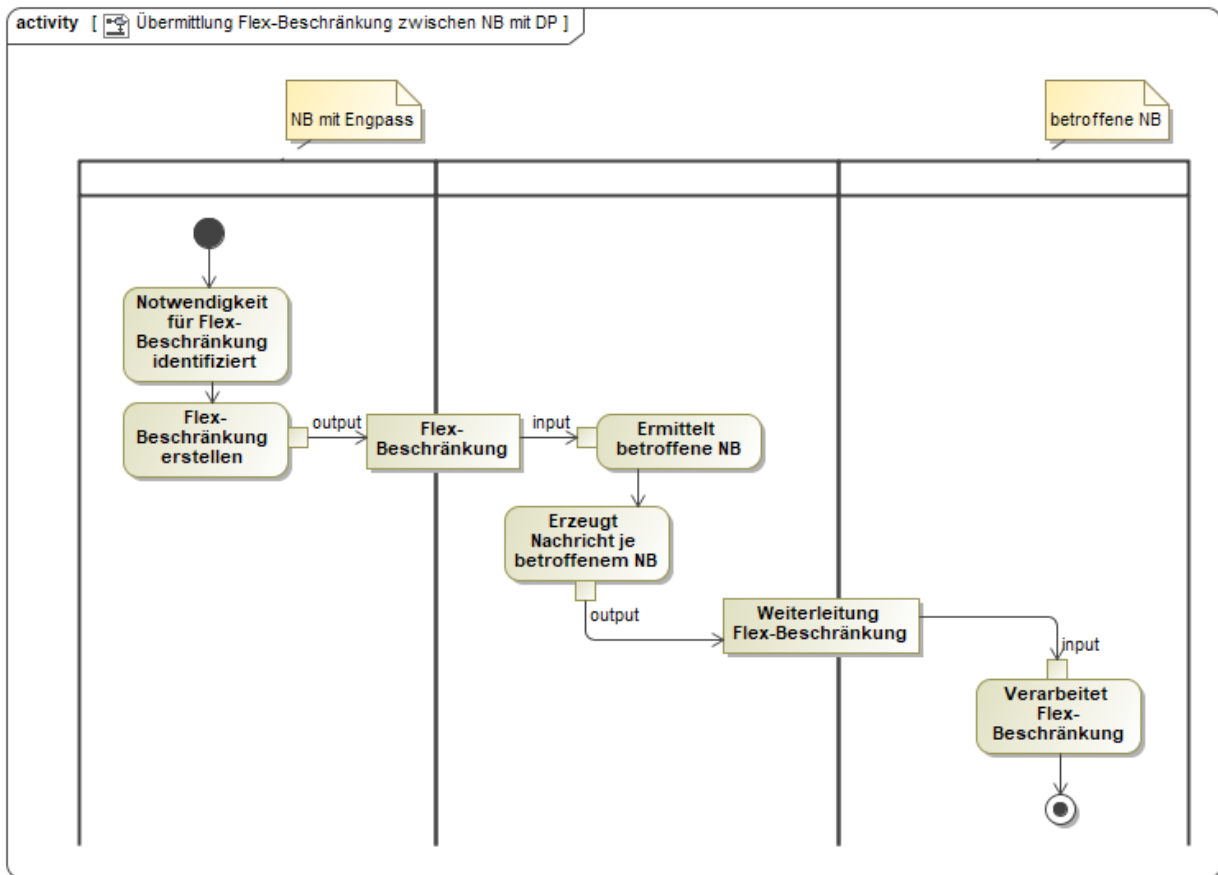 activity [ Übermittlung Flex-Beschränkung zwischen NB mit DP ]
NB mit Engpass
betroffene NB
Notwendigkeit
für Flex-
Beschränkung
identifiziert
Flex-
Beschränkung
erstellen
output
Flex-
Beschränkung
input
Ermittelt
betroffene NB
Erzeugt
Nachricht je
betroffenem NB
output
Weiterleitung
Flex-Beschränkung
input
Verarbeitet
Flex-
Beschränkung